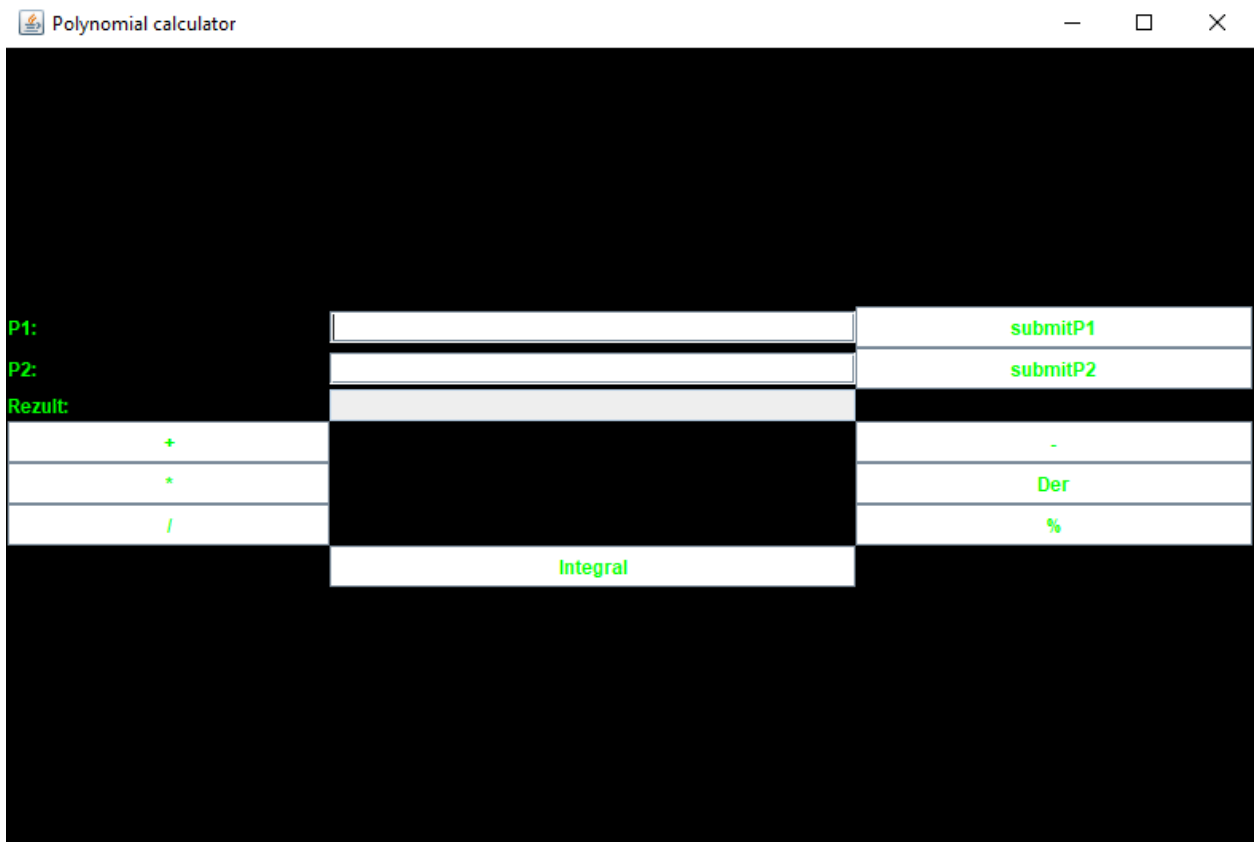 Polynomial calculator
P1: submitP1
P2: submitP2
Rezult:
+ -
* Der
/ %
Integral